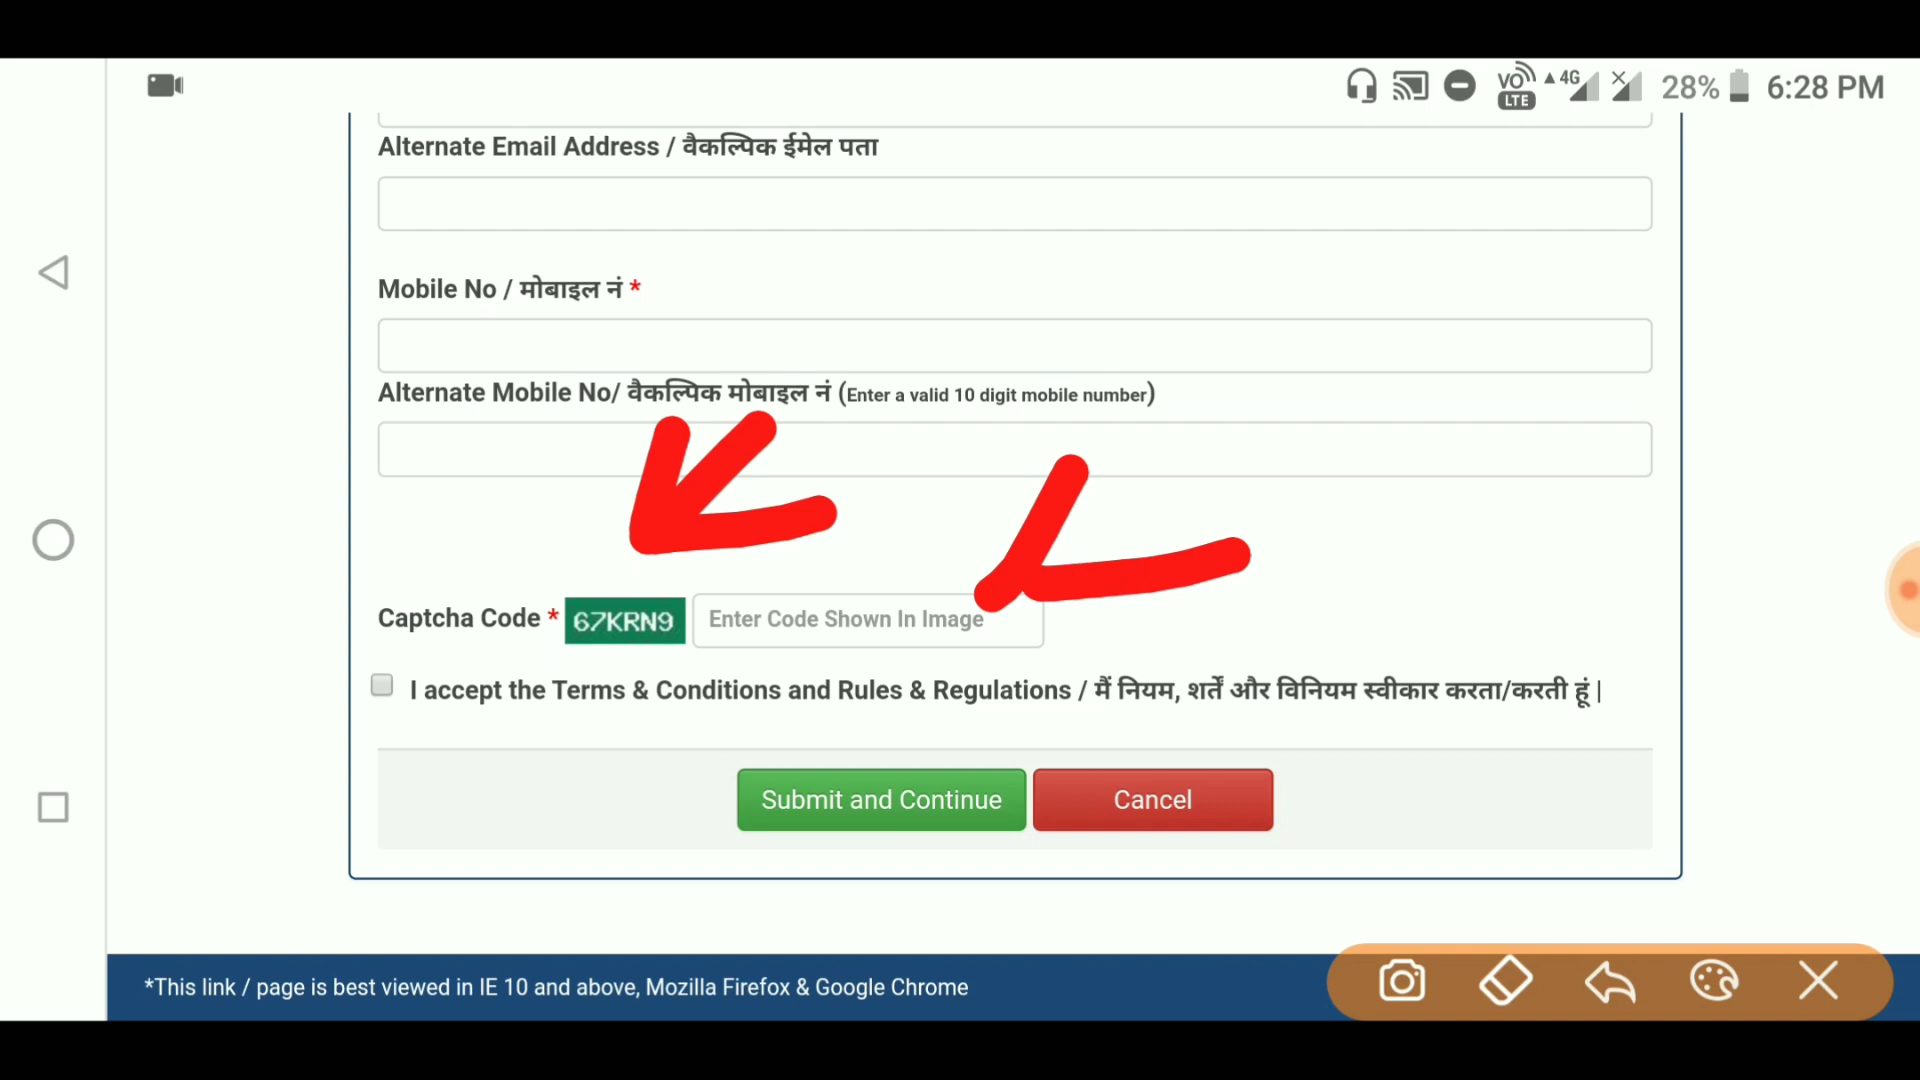 VO LTE 4G 28% 6:28 PM
Alternate Email Address / वैकल्पिक ईमेल पता
Mobile No / मोबाइल नं *
Alternate Mobile No/ वैकल्पिक मोबाइल नं (Enter a valid 10 digit mobile number)
Captcha Code * 67KRN9 Enter Code Shown In Image
I accept the Terms & Conditions and Rules & Regulations / मैं नियम, शर्तें और विनियम स्वीकार करता/करती हूं |
Submit and Continue Cancel
*This link / page is best viewed in IE 10 and above, Mozilla Firefox & Google Chrome